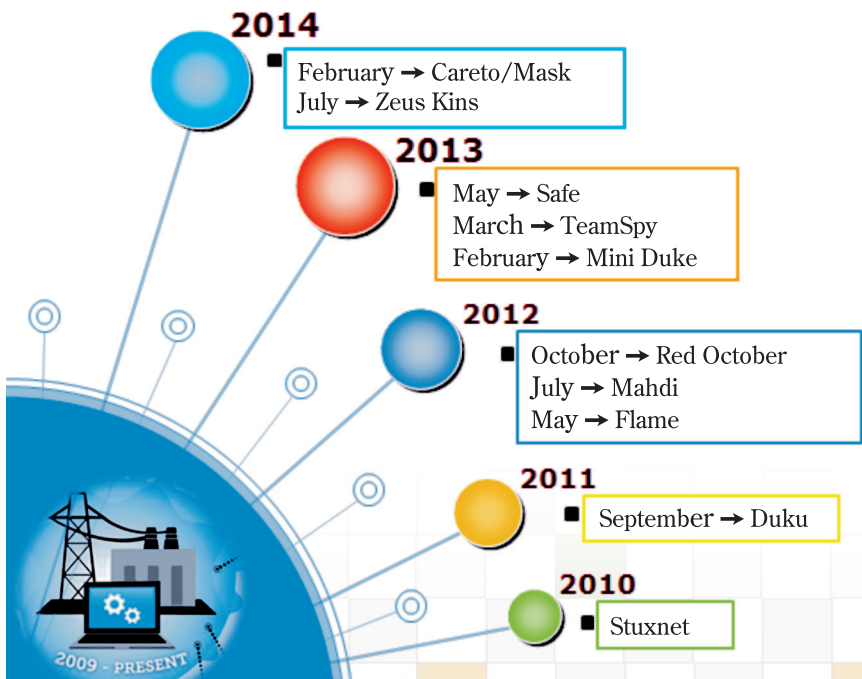 2014
February → Careto/Mask
July → Zeus Kins
2013
May → Safe
March → TeamSpy
February → Mini Duke
2012
October → Red October
July → Mahdi
May → Flame
2011
September → Duku
2010
Stuxnet
2009 - PRESENT